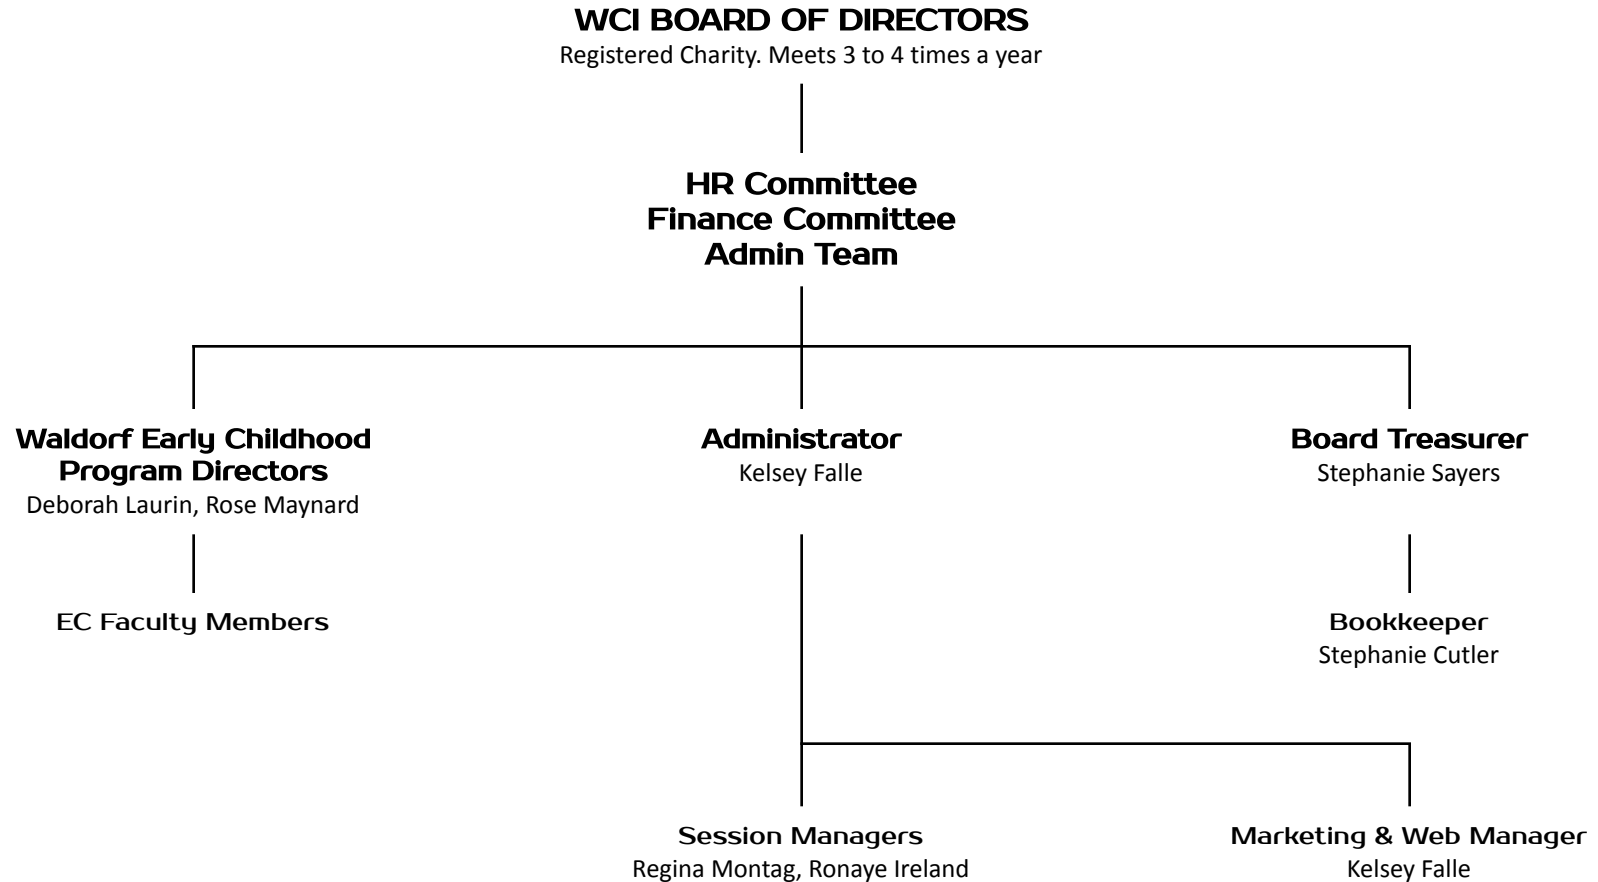 WCI BOARD OF DIRECTORS
Registered Charity. Meets 3 to 4 times a year
HR Committee
Finance Committee
Admin Team
Waldorf Early Childhood
Program Directors
Deborah Laurin, Rose Maynard
Administrator
Kelsey Falle
Board Treasurer
Stephanie Sayers
EC Faculty Members
Bookkeeper
Stephanie Cutler
Session Managers
Regina Montag, Ronaye Ireland
Marketing & Web Manager
Kelsey Falle